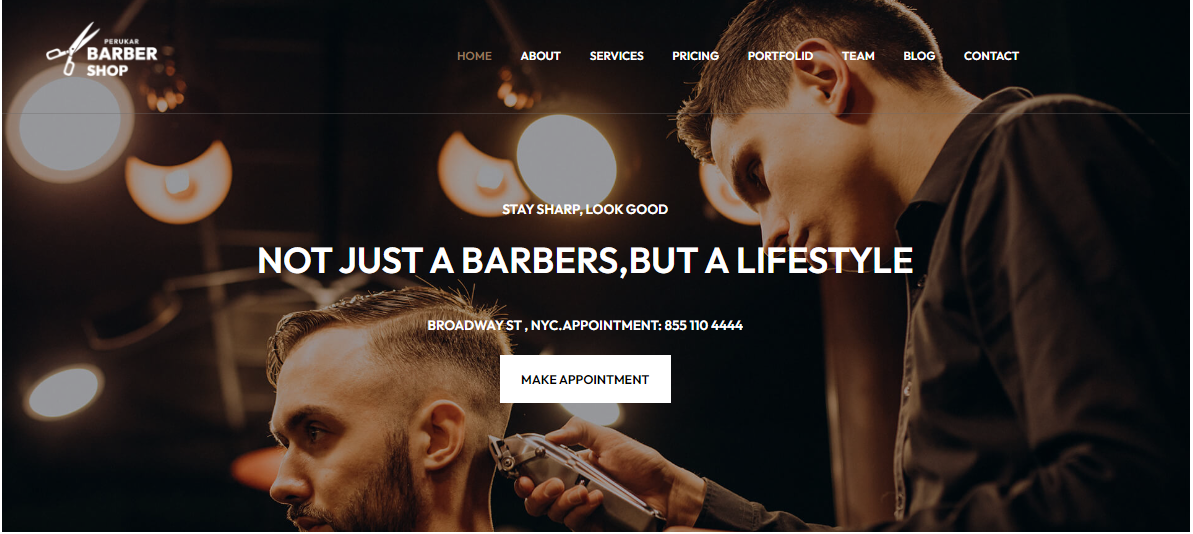 PERUKAR
BARBER
SHOP
HOME ABOUT SERVICES PRICING PORTFOLIO TEAM BLOG CONTACT
STAY SHARP, LOOK GOOD
NOT JUST A BARBERS,BUT A LIFESTYLE
BROADWAY ST , NYC.APPOINTMENT: 855 110 4444
MAKE APPOINTMENT